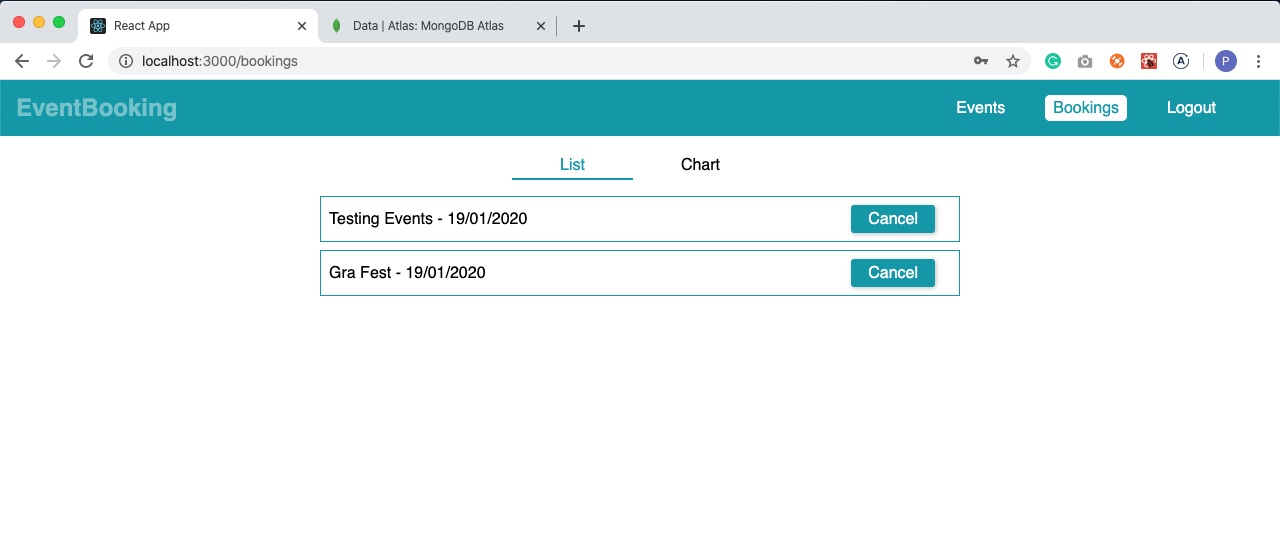 React App
Data | Atlas: MongoDB Atlas
localhost:3000/bookings
P
EventBooking
Events
Bookings
Logout
List
Chart
Testing Events - 19/01/2020
Cancel
Gra Fest - 19/01/2020
Cancel